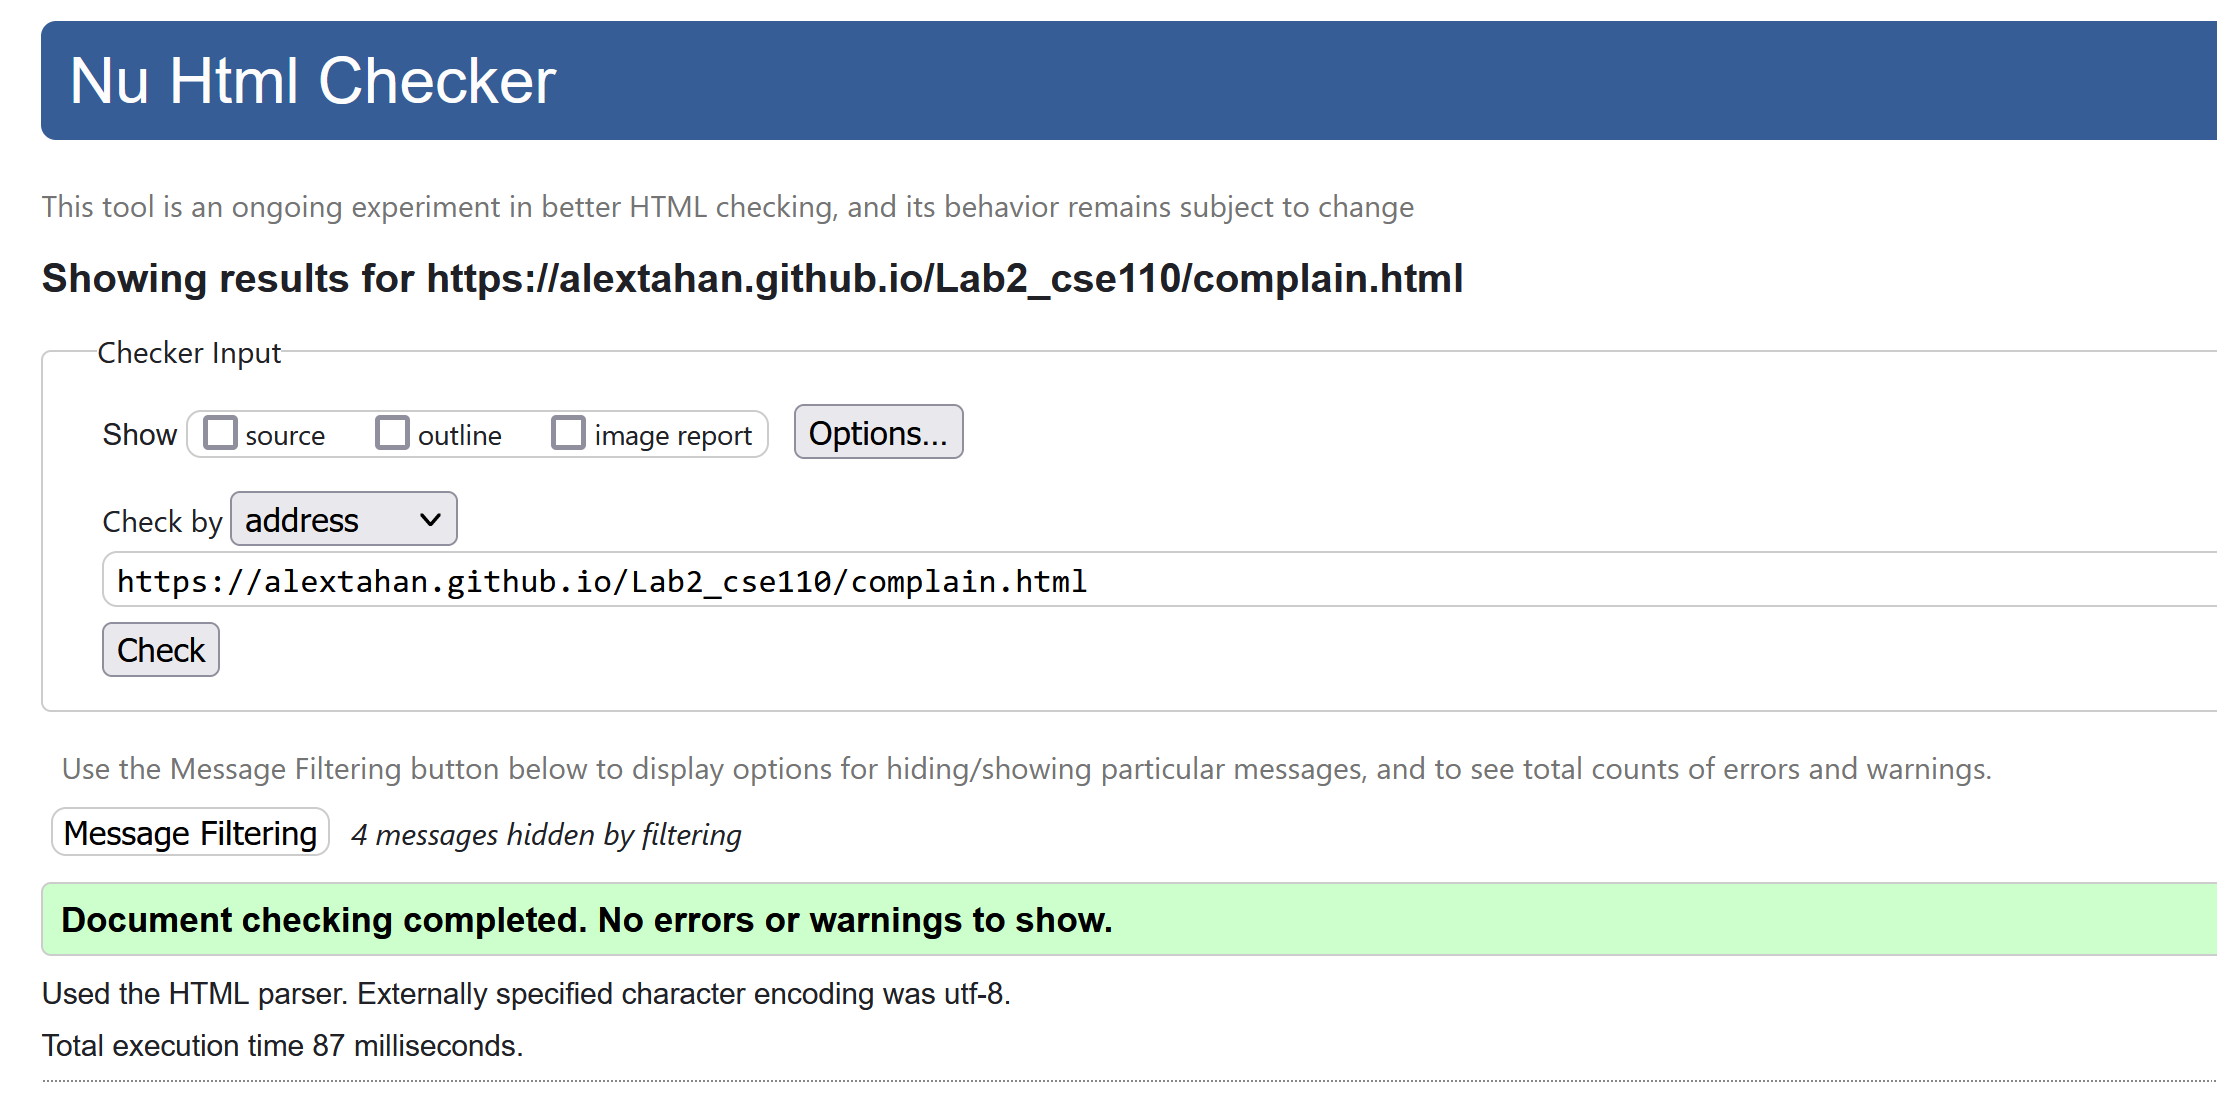 Nu Html Checker
This tool is an ongoing experiment in better HTML checking, and its behavior remains subject to change
Showing results for https://alextahan.github.io/Lab2_cse110/complain.html
Checker Input
Show source outline image report Options...
Check by address
https://alextahan.github.io/Lab2_cse110/complain.html
Check
Use the Message Filtering button below to display options for hiding/showing particular messages, and to see total counts of errors and warnings.
Message Filtering 4 messages hidden by filtering
Document checking completed. No errors or warnings to show.
Used the HTML parser. Externally specified character encoding was utf-8.
Total execution time 87 milliseconds.